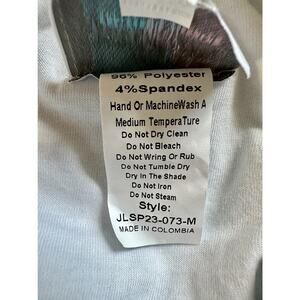 96% Polyester
4%Spandex
Hand Or MachineWash A
Medium TemperaTure
Do Not Dry Clean
Do Not Bleach
Do Not Wring Or Rub
Do Not Tumble Dry
Dry In The Shade
Do Not Iron
Do Not Steam
Style:
JLSP23-073-M
MADE IN COLOMBIA